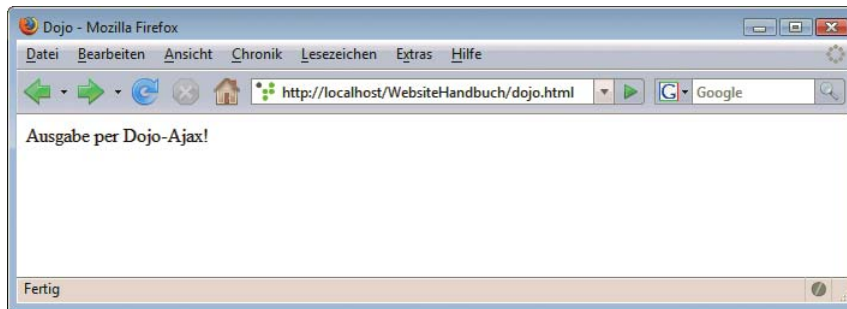 Dojo - Mozilla Firefox
Datei Bearbeiten Ansicht Chronik Lesezeichen Extras Hilfe
http://localhost/WebsiteHandbuch/dojo.html G Google
Ausgabe per Dojo-Ajax!
Fertig